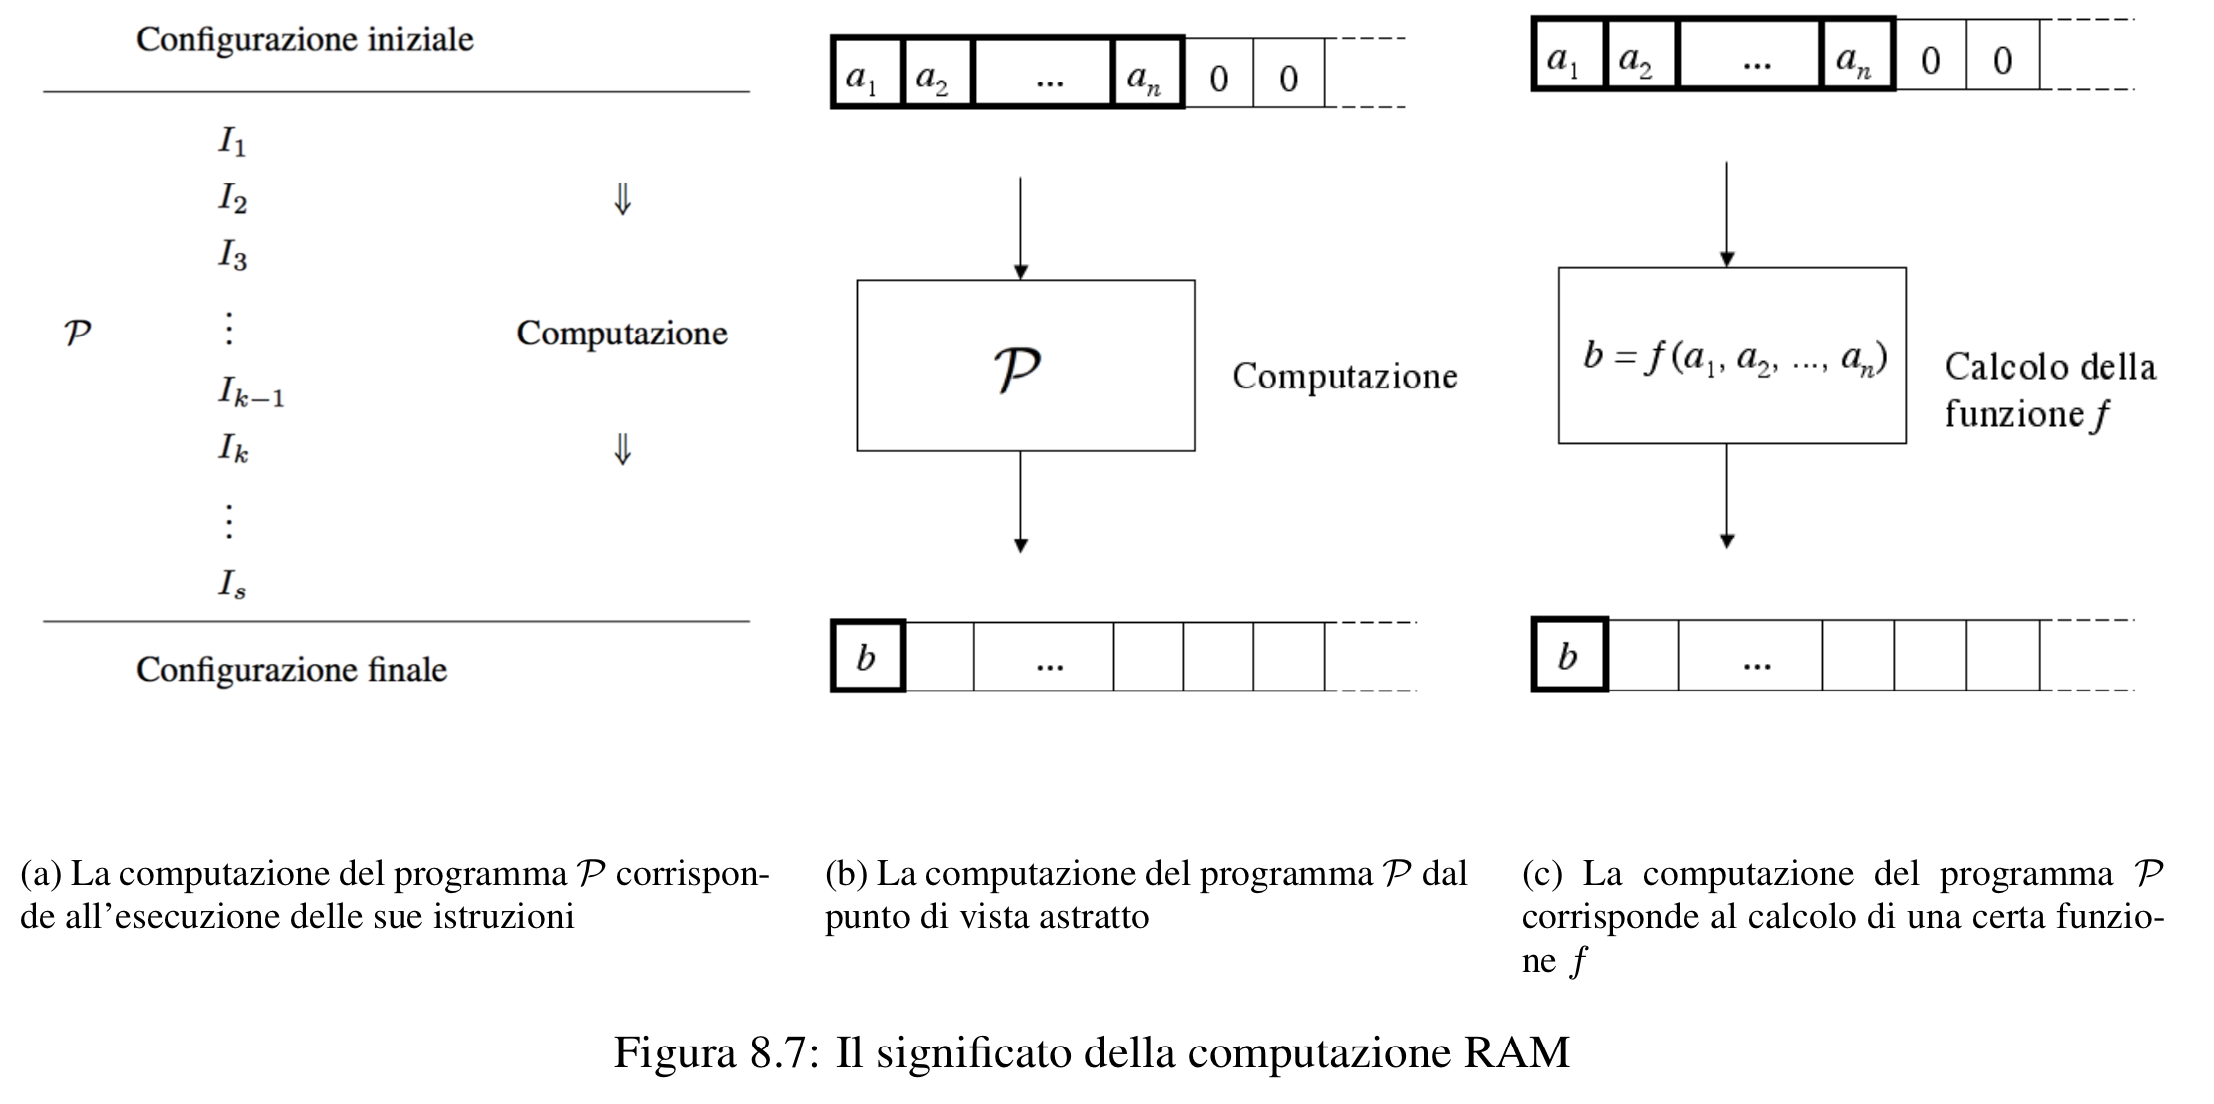 Configurazione iniziale
I₁
I₂
⇓
I₃
𝒫
⋮
Computazione
Iₖ₋₁
Iₖ
⇓
⋮
Iₛ
Configurazione finale
(a) La computazione del programma 𝒫 corrispon-
de all'esecuzione delle sue istruzioni
a₁ a₂ ... aₙ 0 0
𝒫
Computazione
b ...
(b) La computazione del programma 𝒫 dal
punto di vista astratto
a₁ a₂ ... aₙ 0 0
b = f (a₁, a₂, ..., aₙ)
Calcolo della
funzione f
b ...
(c) La computazione del programma 𝒫
corrisponde al calcolo di una certa funzio-
ne f
Figura 8.7: Il significato della computazione RAM